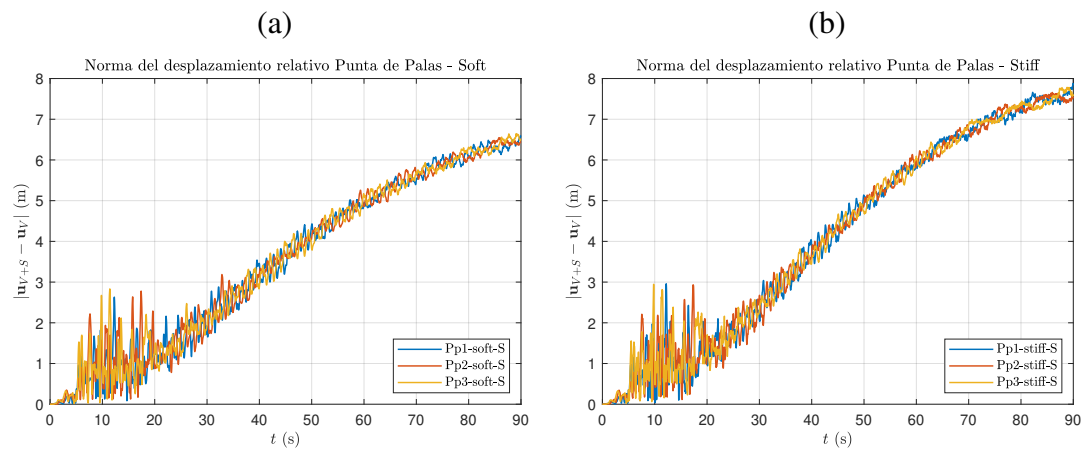 (a)
Norma del desplazamiento relativo Punta de Palas - Soft
8
7
6
5
4
3
2
1
0
|u_{V+S} − u_V| (m)
Pp1-soft-S
Pp2-soft-S
Pp3-soft-S
0 10 20 30 40 50 60 70 80 90
t (s)
(b)
Norma del desplazamiento relativo Punta de Palas - Stiff
8
7
6
5
4
3
2
1
0
|u_{V+S} − u_V| (m)
Pp1-stiff-S
Pp2-stiff-S
Pp3-stiff-S
0 10 20 30 40 50 60 70 80 90
t (s)